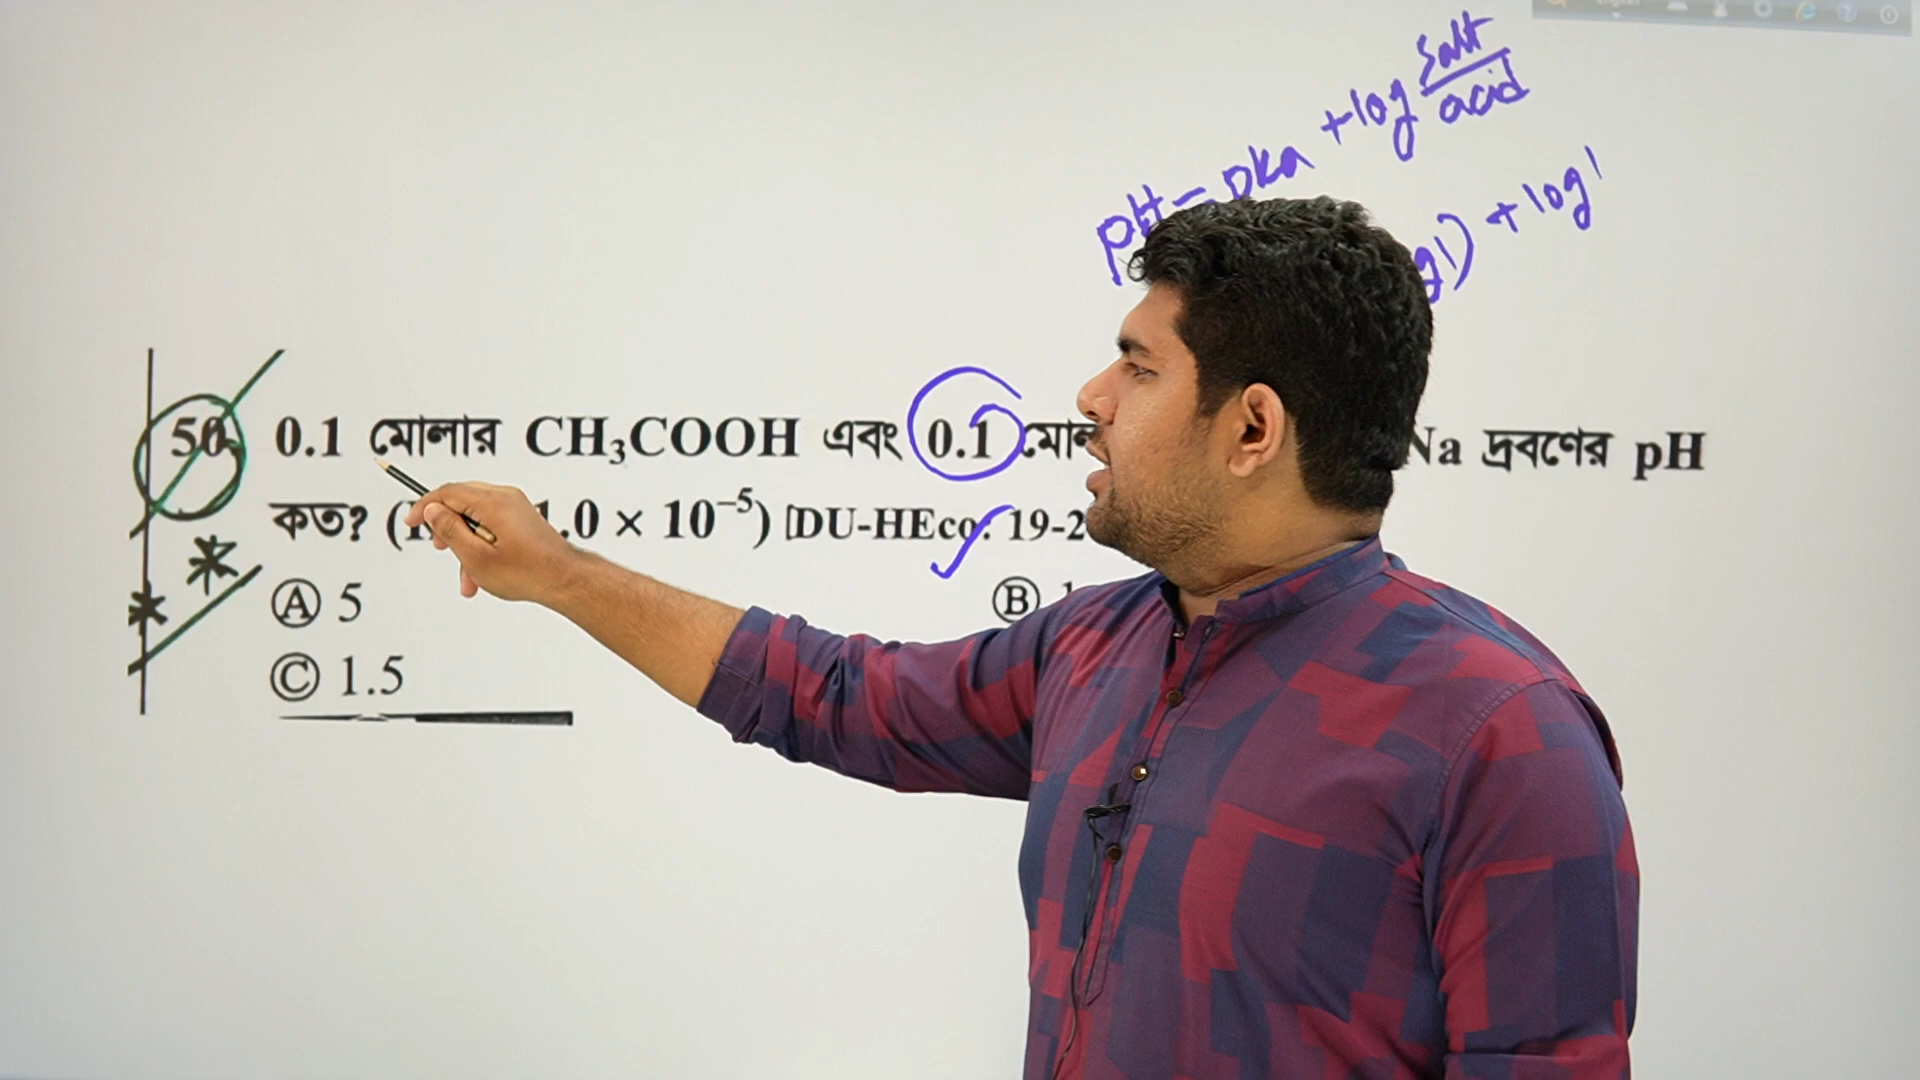 pH = pka + log salt/acid
+ log 1
50. 0.1 মোলার CH₃COOH এবং 0.1 Na দ্রবণের pH
কত? 1.0 × 10⁻⁵) [DU-HEco: 19-2
Ⓐ 5
Ⓑ
Ⓒ 1.5